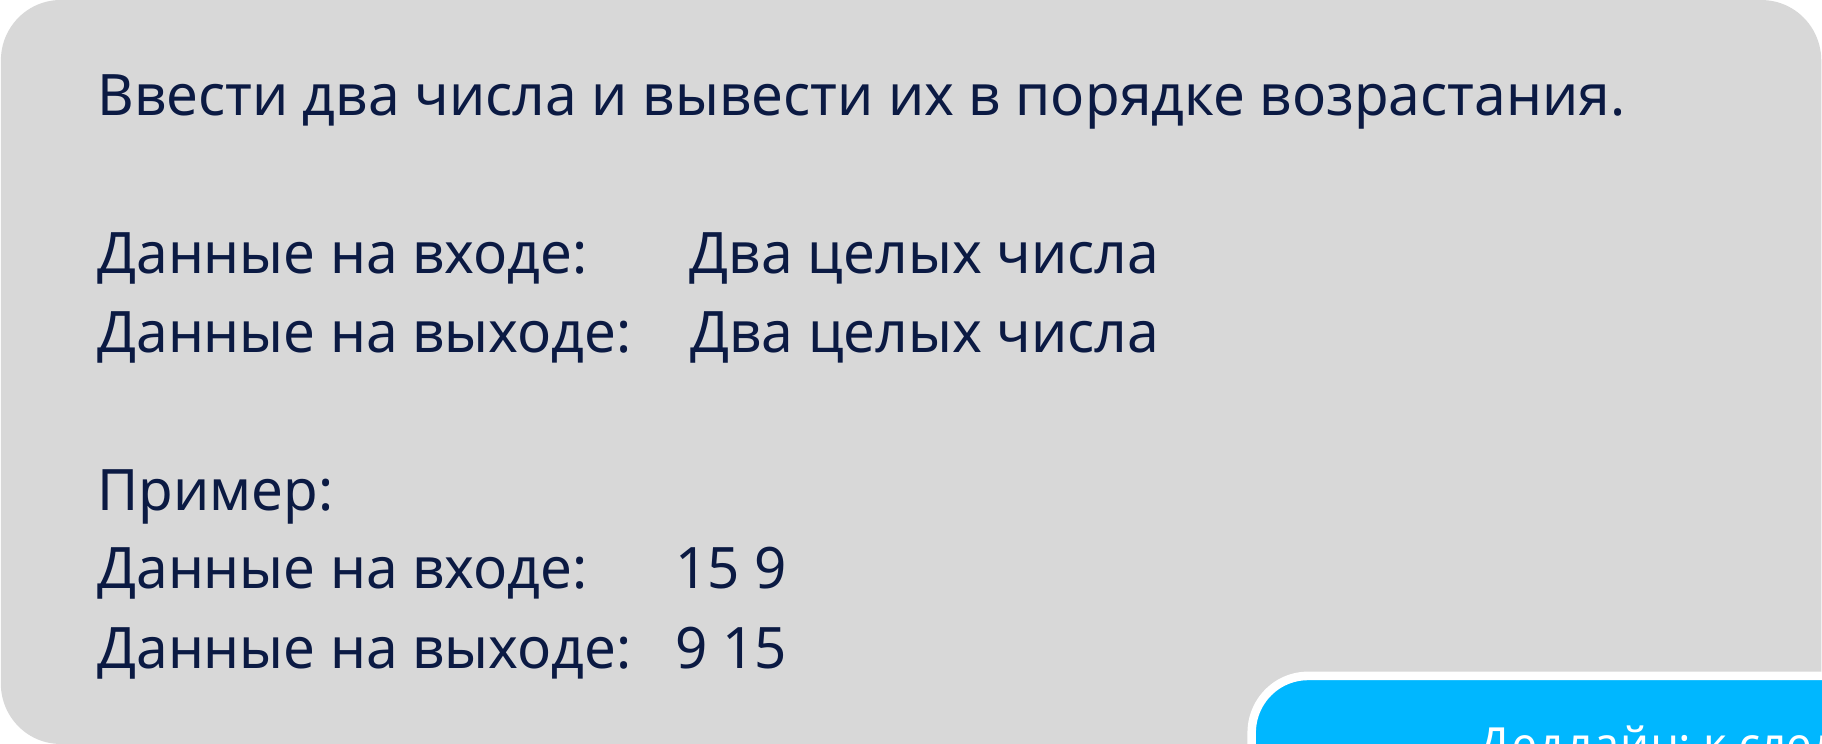 Ввести два числа и вывести их в порядке возрастания.
Данные на входе: Два целых числа
Данные на выходе: Два целых числа
Пример:
Данные на входе: 15 9
Данные на выходе: 9 15
Дедлайн: к